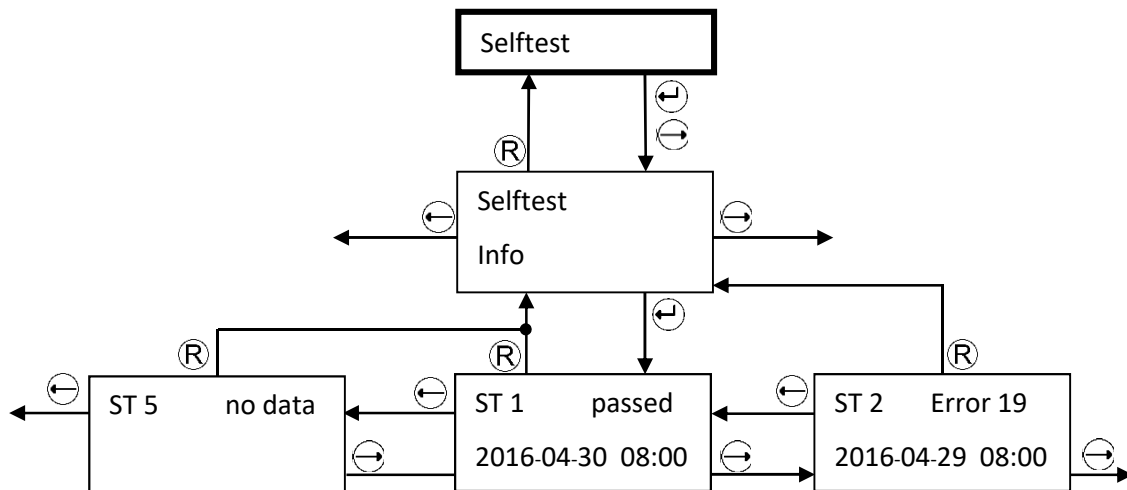 Selftest
R
Selftest
Info
R R R
ST 5 no data
ST 1 passed
2016-04-30 08:00
ST 2 Error 19
2016-04-29 08:00